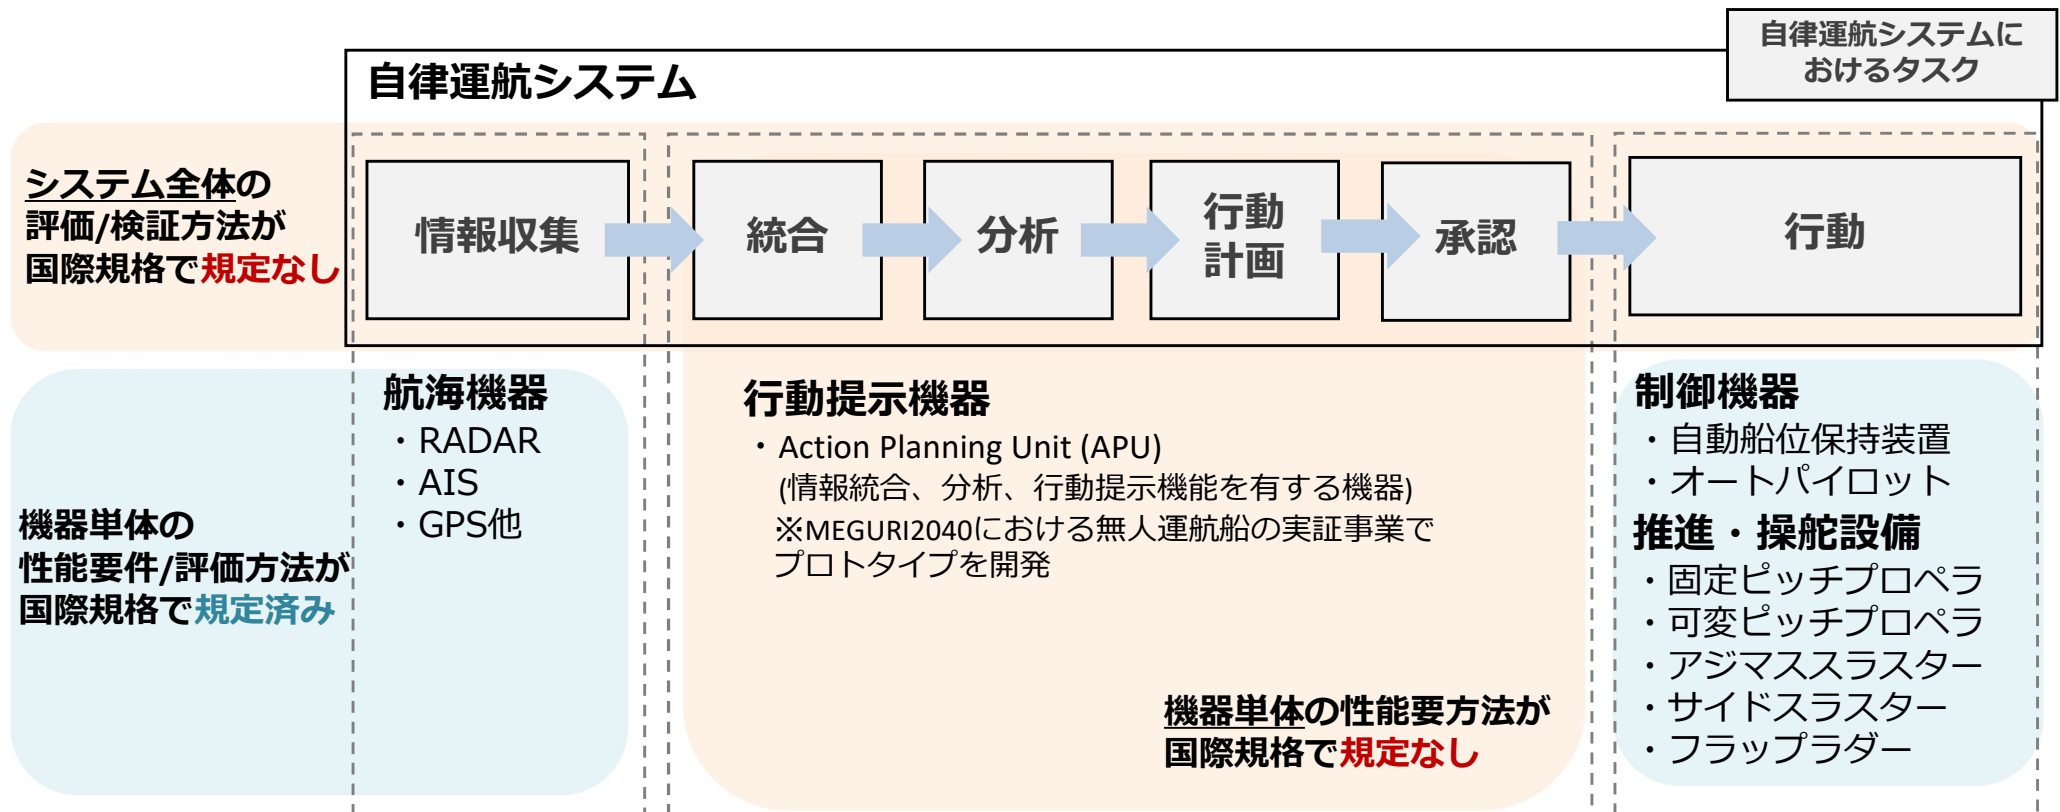 自律運航システムに
おけるタスク
自律運航システム
システム全体の
評価/検証方法が
国際規格で規定なし
情報収集
統合
分析
行動
計画
承認
行動
機器単体の
性能要件/評価方法が
国際規格で規定済み
航海機器
・RADAR
・AIS
・GPS他
行動提示機器
・Action Planning Unit (APU)
(情報統合、分析、行動提示機能を有する機器)
※MEGURI2040における無人運航船の実証事業で
プロトタイプを開発
機器単体の性能要方法が
国際規格で規定なし
制御機器
・自動船位保持装置
・オートパイロット
推進・操舵設備
・固定ピッチプロペラ
・可変ピッチプロペラ
・アジマススラスター
・サイドスラスター
・フラップラダー